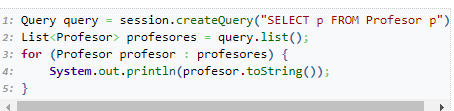 1: Query query = session.createQuery("SELECT p FROM Profesor p")
2: List<Profesor> profesores = query.list();
3: for (Profesor profesor : profesores) {
4:     System.out.println(profesor.toString());
5: }